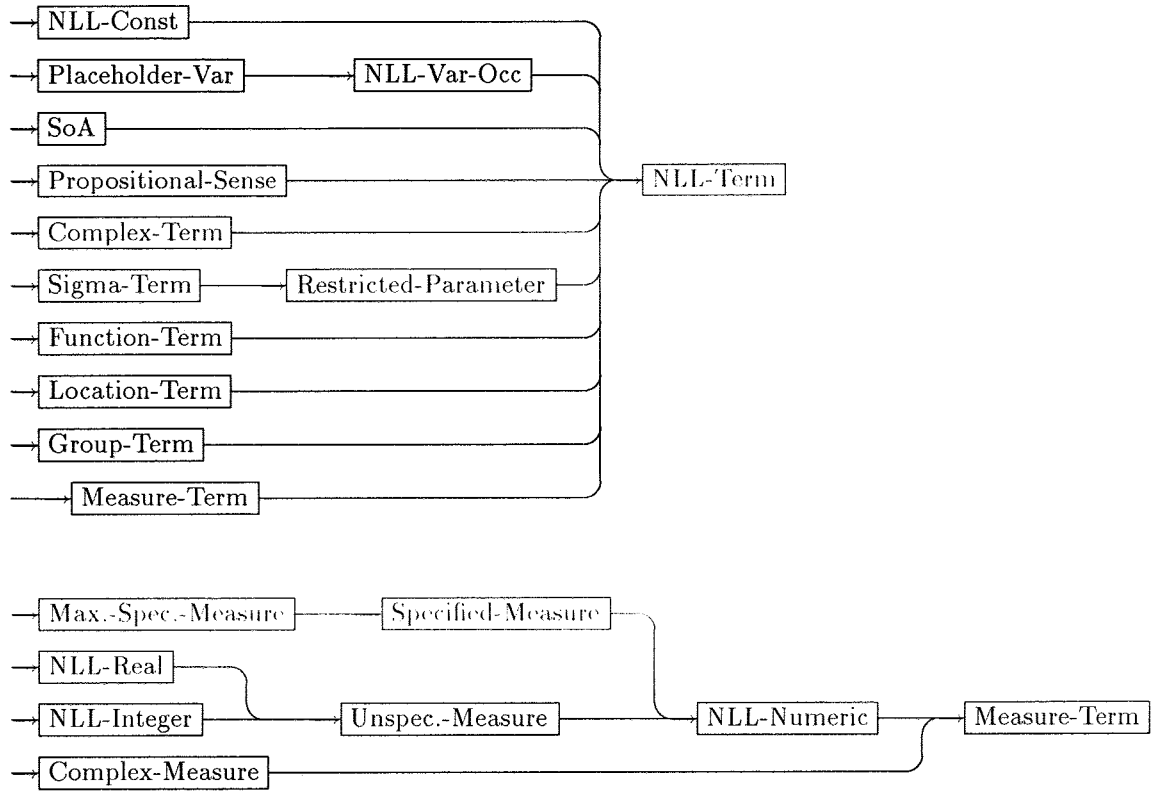 NLL-Const
Placeholder-Var NLL-Var-Occ
SoA
Propositional-Sense NLL-Term
Complex-Term
Sigma-Term Restricted-Parameter
Function-Term
Location-Term
Group-Term
Measure-Term
Max.-Spec.-Measure Specified-Measure
NLL-Real
NLL-Integer Unspec.-Measure NLL-Numeric Measure-Term
Complex-Measure